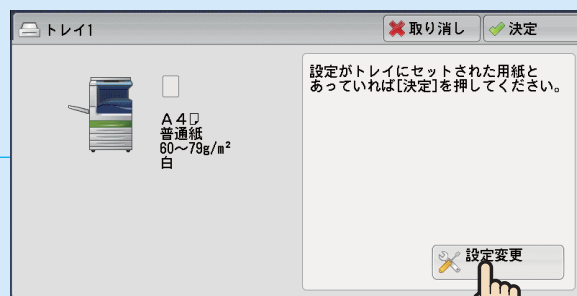 トレイ1
取り消し
決定
設定がトレイにセットされた用紙と
あっていれば[決定]を押してください。
A4
普通紙
60～79g/m²
白
設定変更